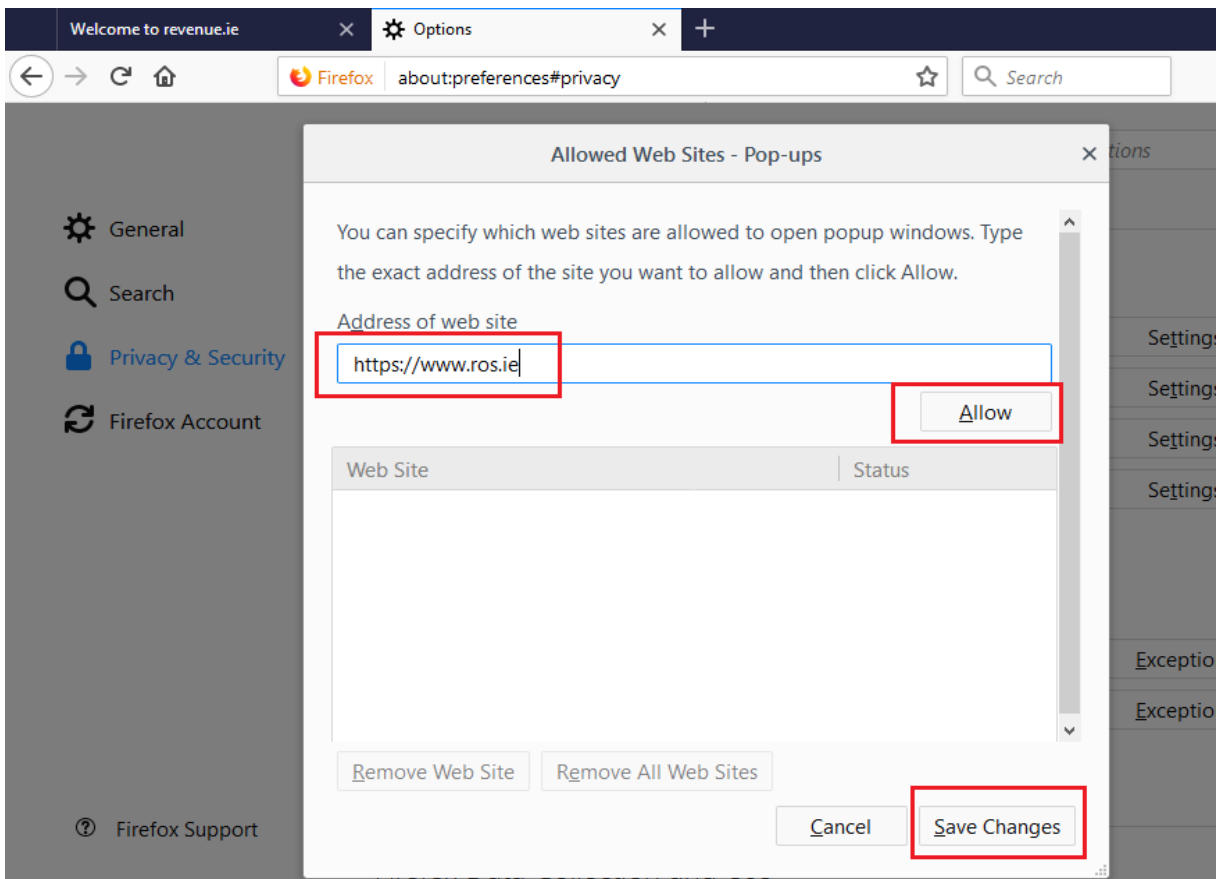 Welcome to revenue.ie
Options
Firefox
about:preferences#privacy
Search
Allowed Web Sites - Pop-ups
tions
General
Search
Privacy & Security
Firefox Account
You can specify which web sites are allowed to open popup windows. Type
the exact address of the site you want to allow and then click Allow.
Address of web site
https://www.ros.ie
Allow
Web Site Status
Settings
Settings
Settings
Settings
Exceptio
Exceptio
Remove Web Site Remove All Web Sites
Cancel Save Changes
Firefox Support